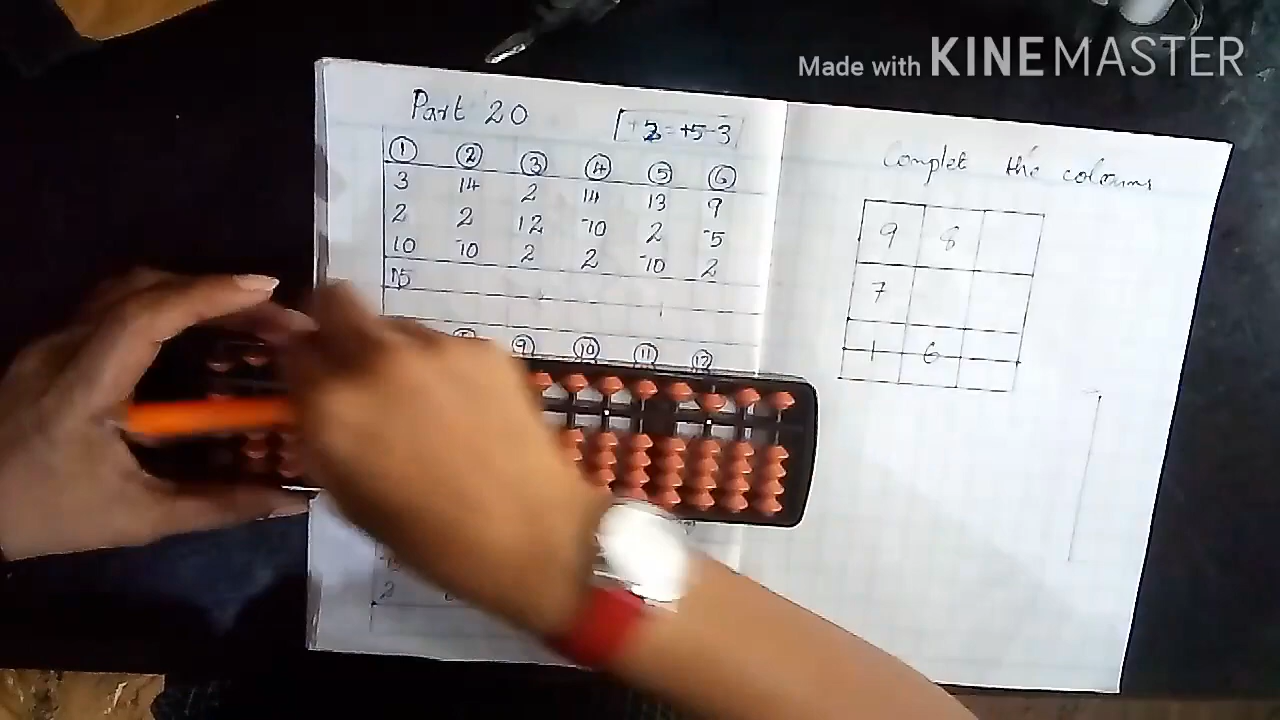 Made with KINEMASTER
Part 20
+2=+5-3
① ② ③ ④ ⑤ ⑥
3 14 2 14 13 9
2 2 12 -10 2 -5
10 -10 2 2 -10 2
15
⑨ ⑩ ⑪ ⑫
2
Complet the coloums
9 8
7
1 6